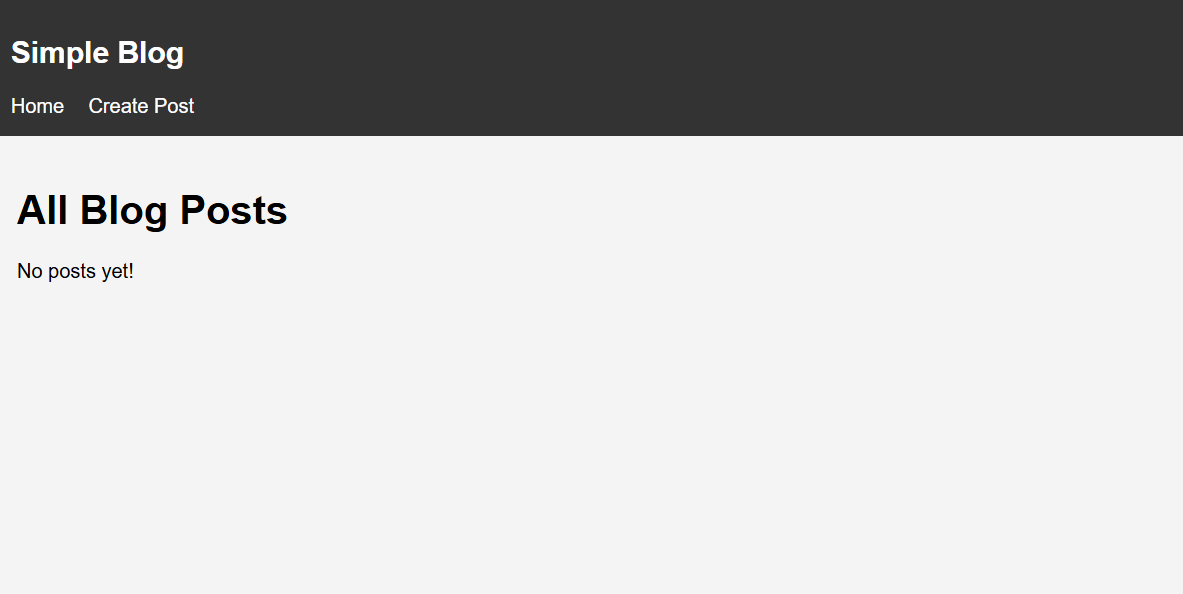 Simple Blog
Home Create Post
All Blog Posts
No posts yet!